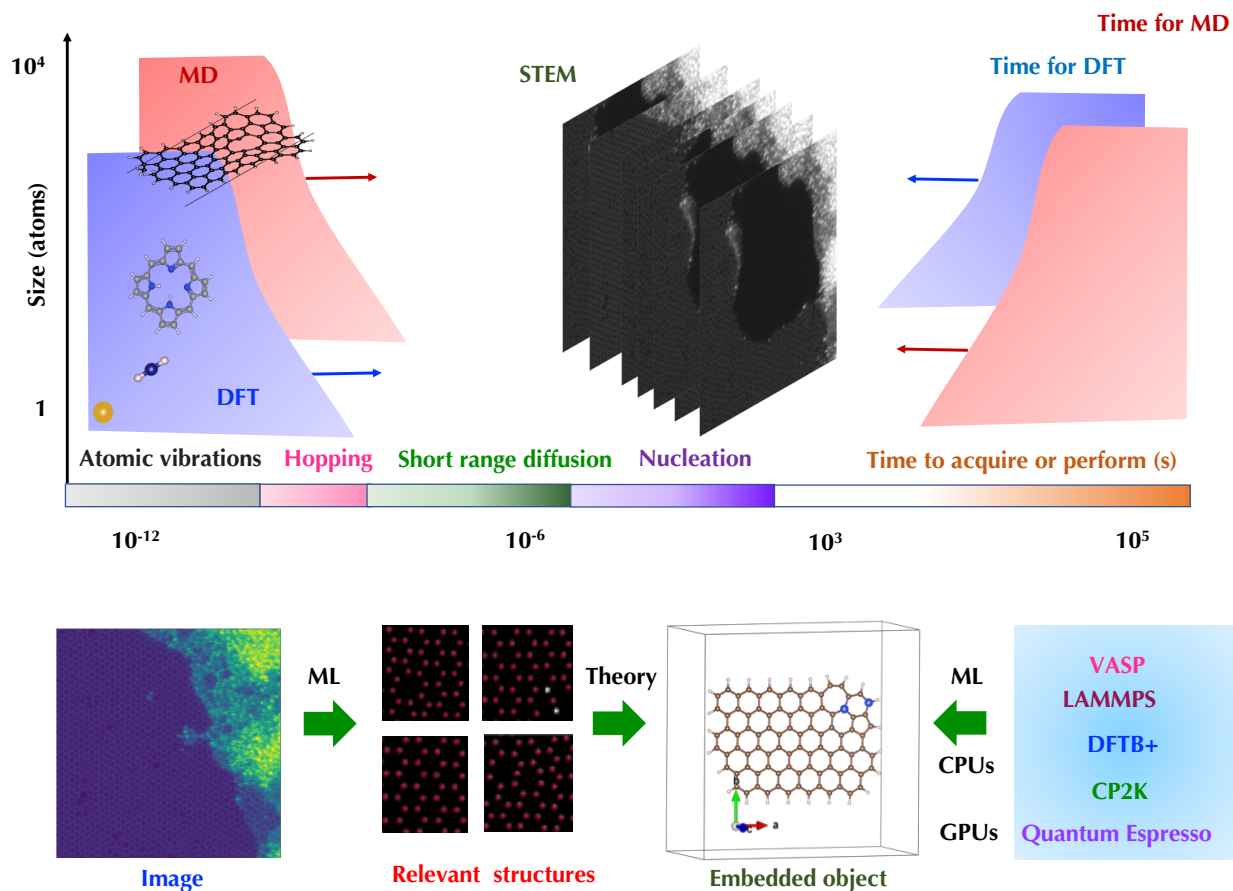 Time for MD
10⁴
MD
STEM
Time for DFT
Size (atoms)
1
DFT
Atomic vibrations
Hopping
Short range diffusion
Nucleation
Time to acquire or perform (s)
10⁻¹²
10⁻⁶
10³
10⁵
ML
Theory
ML
CPUs
GPUs
VASP
LAMMPS
DFTB+
CP2K
Quantum Espresso
b
c
a
Image
Relevant structures
Embedded object